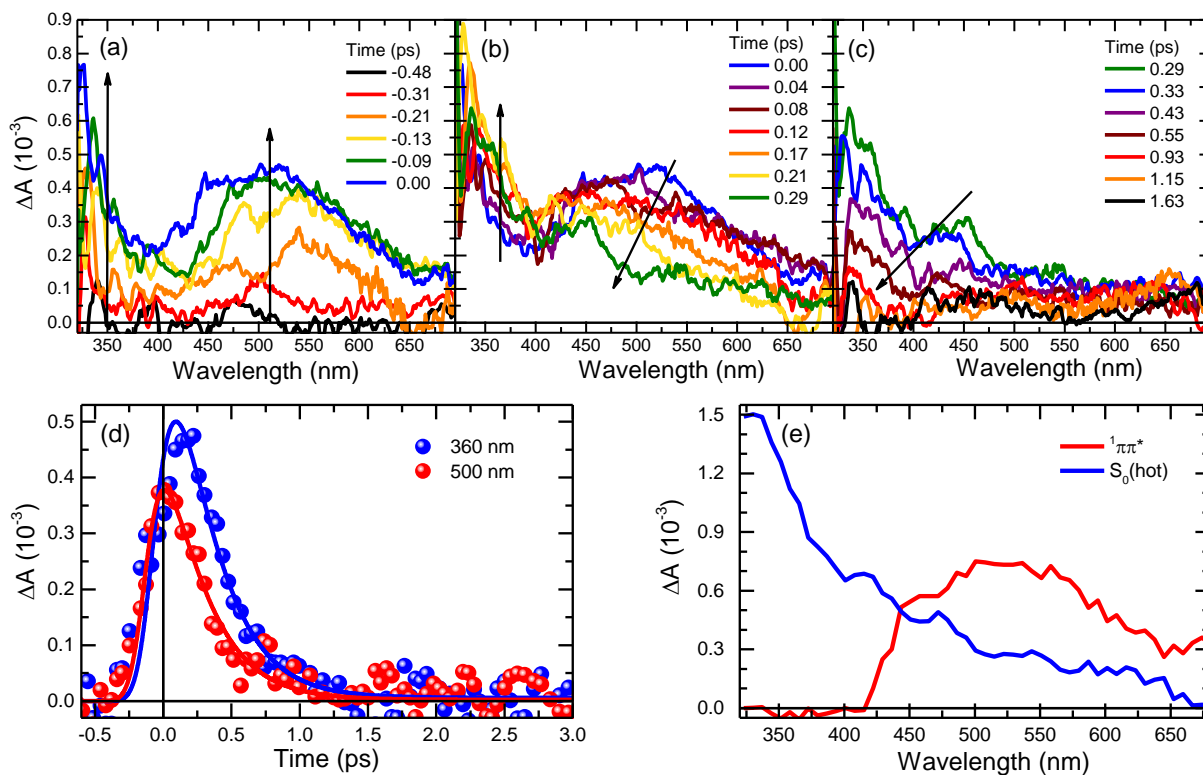 (a)
Time (ps)
-0.48
-0.31
-0.21
-0.13
-0.09
0.00
0.9
0.8
0.7
0.6
0.5
0.4
0.3
0.2
0.1
0.0
ΔA (10⁻³)
350 400 450 500 550 600 650
Wavelength (nm)
(b)
Time (ps)
0.00
0.04
0.08
0.12
0.17
0.21
0.29
350 400 450 500 550 600 650
Wavelength (nm)
(c)
Time (ps)
0.29
0.33
0.43
0.55
0.93
1.15
1.63
350 400 450 500 550 600 650
Wavelength (nm)
(d)
360 nm
500 nm
0.5
0.4
0.3
0.2
0.1
0.0
ΔA (10⁻³)
-0.5 0.0 0.5 1.0 1.5 2.0 2.5 3.0
Time (ps)
(e)
¹ππ*
S₀(hot)
1.5
1.2
0.9
0.6
0.3
0.0
ΔA (10⁻³)
350 400 450 500 550 600 650
Wavelength (nm)